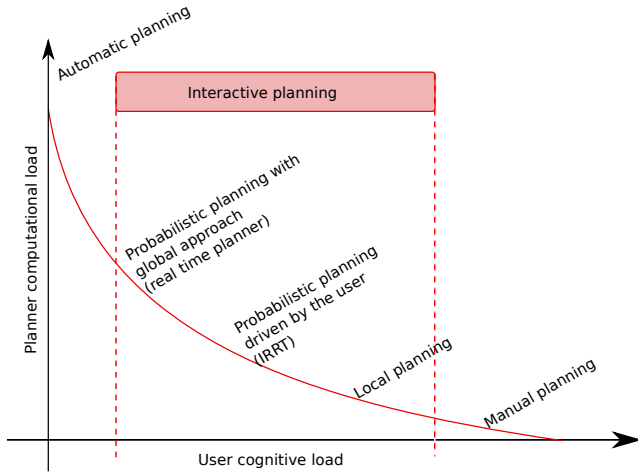 Automatic planning
Interactive planning
Planner computational load
Probabilistic planning with
global approach
(real time planner)
Probabilistic planning
driven by the user
(IRRT)
Local planning
Manual planning
User cognitive load